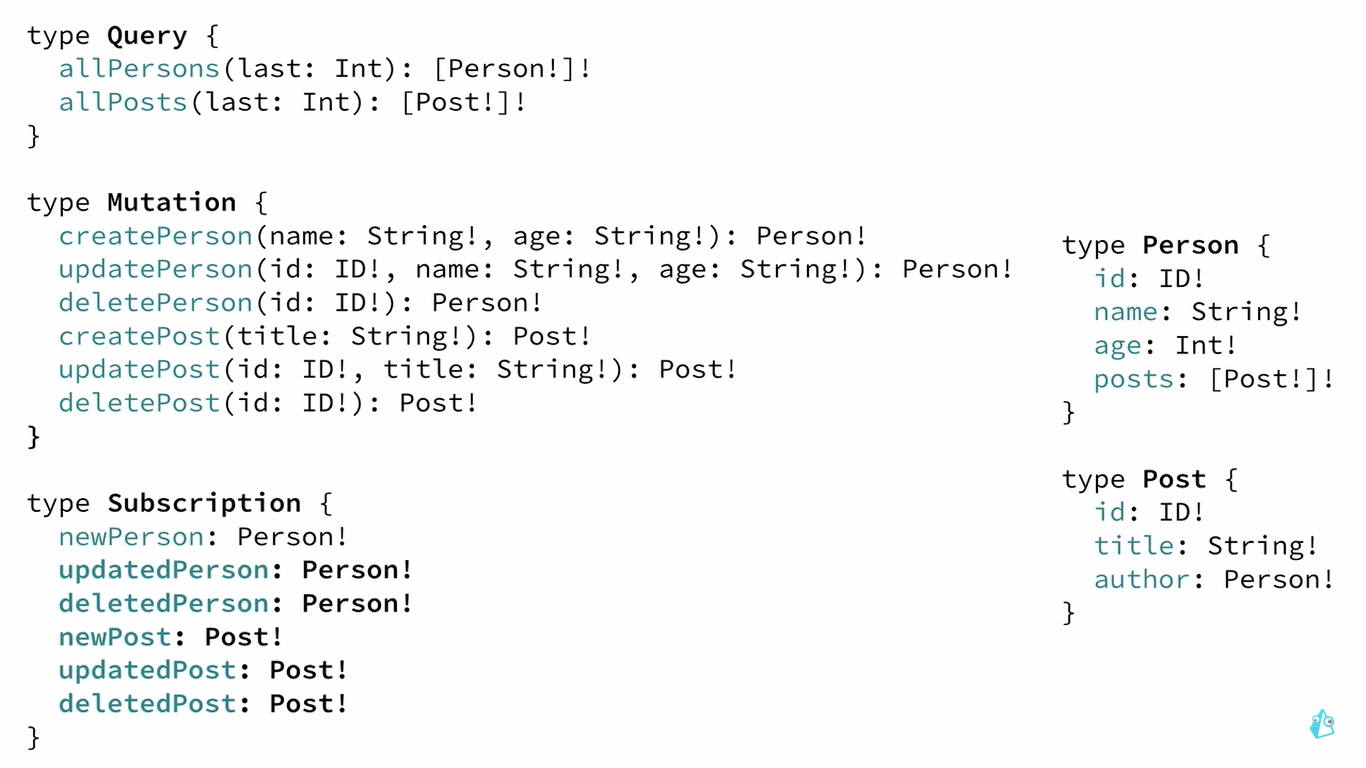 type Query {
  allPersons(last: Int): [Person!]!
  allPosts(last: Int): [Post!]!
}
type Mutation {
  createPerson(name: String!, age: String!): Person!
  updatePerson(id: ID!, name: String!, age: String!): Person!
  deletePerson(id: ID!): Person!
  createPost(title: String!): Post!
  updatePost(id: ID!, title: String!): Post!
  deletePost(id: ID!): Post!
}
type Subscription {
  newPerson: Person!
  updatedPerson: Person!
  deletedPerson: Person!
  newPost: Post!
  updatedPost: Post!
  deletedPost: Post!
}
type Person {
  id: ID!
  name: String!
  age: Int!
  posts: [Post!]!
}
type Post {
  id: ID!
  title: String!
  author: Person!
}